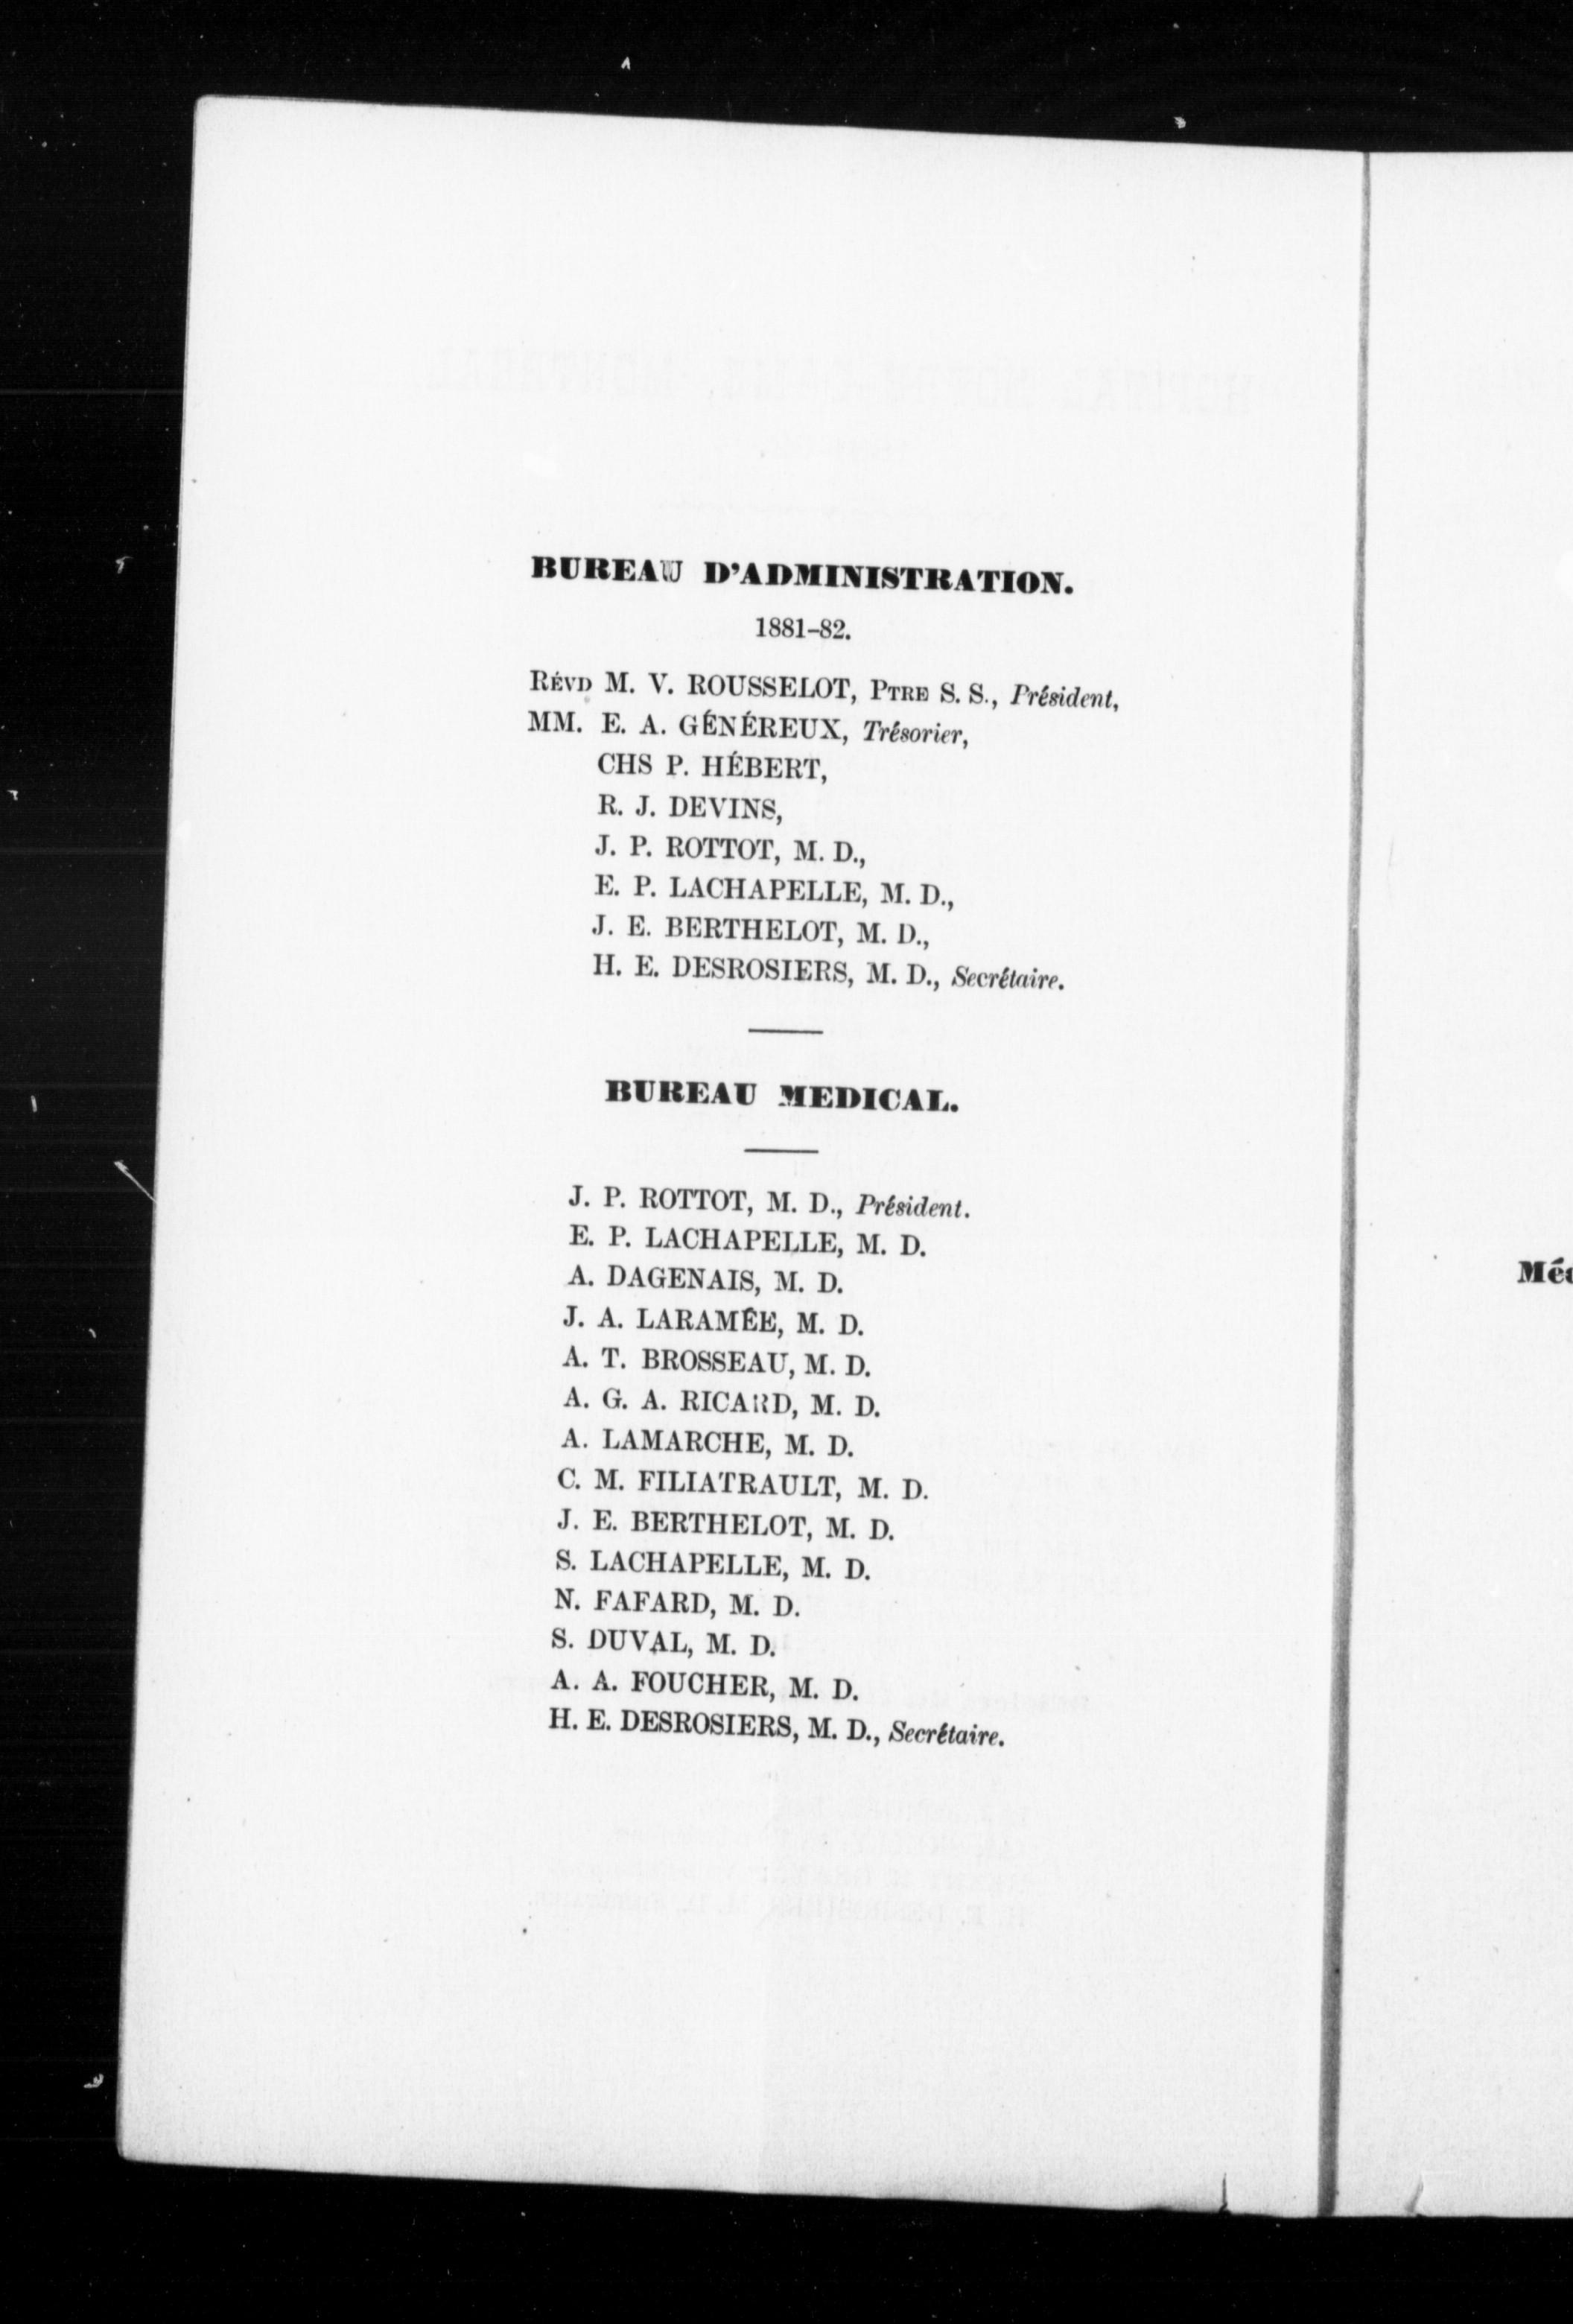 BUREAU D'ADMINISTRATION.
1881-82.
RÉVD M. V. ROUSSELOT, PTRE S. S., Président,
MM. E. A. GÉNÉREUX, Trésorier,
CHS P. HÉBERT,
R. J. DEVINS,
J. P. ROTTOT, M. D.,
E. P. LACHAPELLE, M. D.,
J. E. BERTHELOT, M. D.,
H. E. DESROSIERS, M. D., Secrétaire.
BUREAU MEDICAL.
J. P. ROTTOT, M. D., Président.
E. P. LACHAPELLE, M. D.
A. DAGENAIS, M. D.
J. A. LARAMÉE, M. D.
A. T. BROSSEAU, M. D.
A. G. A. RICARD, M. D.
A. LAMARCHE, M. D.
C. M. FILIATRAULT, M. D.
J. E. BERTHELOT, M. D.
S. LACHAPELLE, M. D.
N. FAFARD, M. D.
S. DUVAL, M. D.
A. A. FOUCHER, M. D.
H. E. DESROSIERS, M. D., Secrétaire.